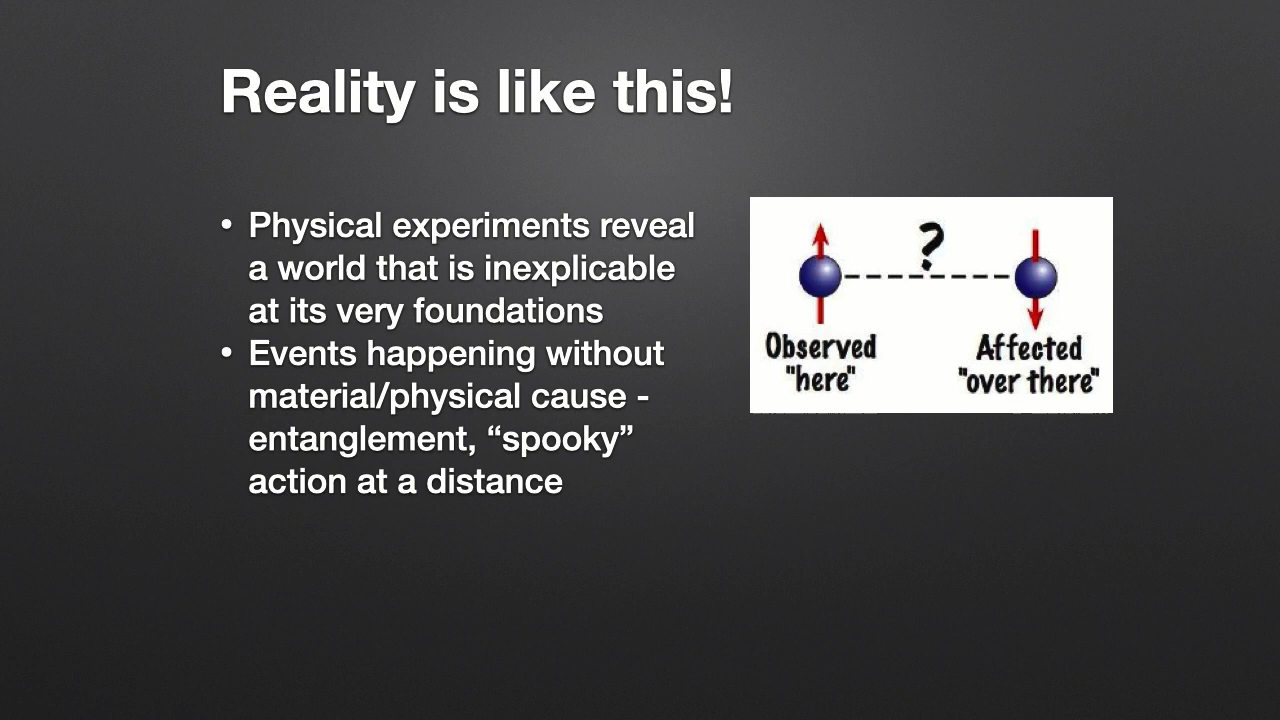 Reality is like this!
• Physical experiments reveal
a world that is inexplicable
at its very foundations
• Events happening without
material/physical cause -
entanglement, “spooky”
action at a distance
?
Observed
"here"
Affected
"over there"